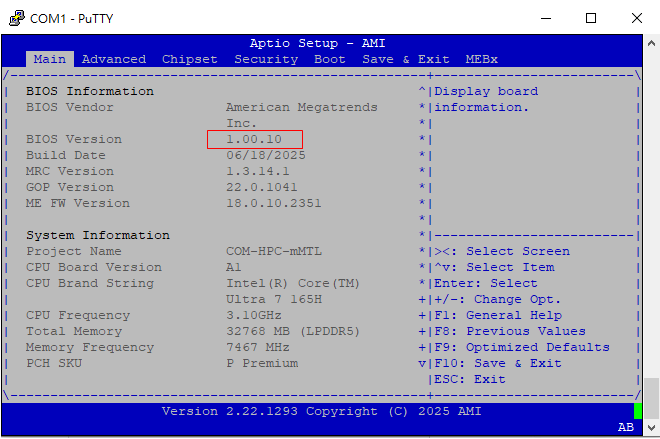 COM1 - PuTTY
Aptio Setup - AMI
Main Advanced Chipset Security Boot Save & Exit MEBx
/----------------------------------------------------+-------------------------\
| BIOS Information ^|Display board |
| BIOS Vendor American Megatrends *|information. |
| Inc. *| |
| BIOS Version 1.00.10 *| |
| Build Date 06/18/2025 *| |
| MRC Version 1.3.14.1 *| |
| GOP Version 22.0.1041 *| |
| ME FW Version 18.0.10.2351 *| |
| *| |
| System Information *|-------------------------|
| Project Name COM-HPC-mMTL *|><: Select Screen |
| CPU Board Version A1 *|^v: Select Item |
| CPU Brand String Intel(R) Core(TM) *|Enter: Select |
| Ultra 7 165H +|+/-: Change Opt. |
| CPU Frequency 3.10GHz +|F1: General Help |
| Total Memory 32768 MB (LPDDR5) +|F8: Previous Values |
| Memory Frequency 7467 MHz +|F9: Optimized Defaults |
| PCH SKU P Premium v|F10: Save & Exit |
| |ESC: Exit |
\----------------------------------------------------+-------------------------/
Version 2.22.1293 Copyright (C) 2025 AMI
AB